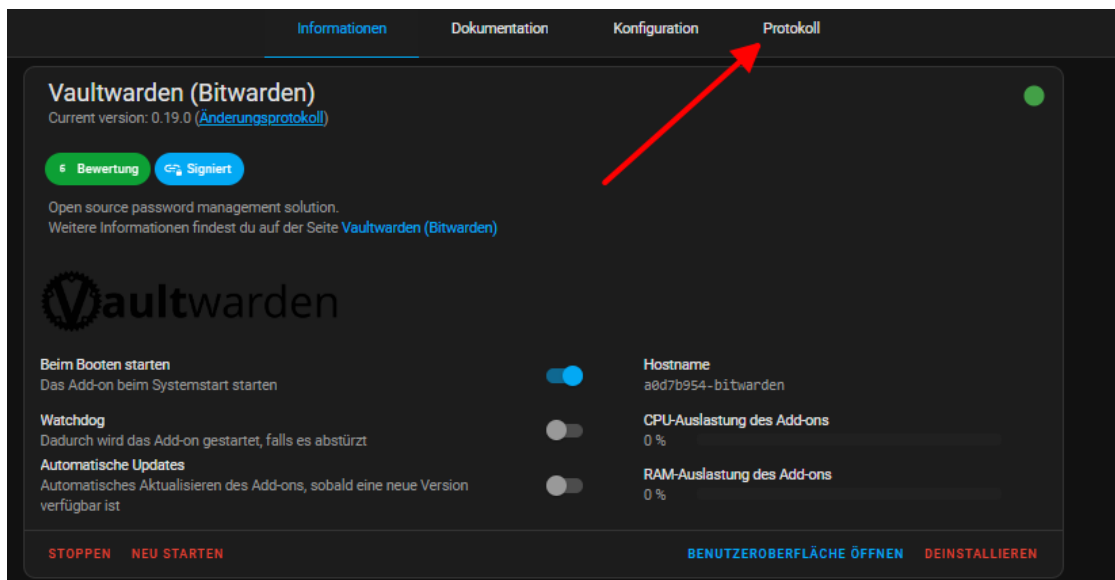 Informationen Dokumentation Konfiguration Protokoll
Vaultwarden (Bitwarden)
Current version: 0.19.0 (Änderungsprotokoll)
6 Bewertung Signiert
Open source password management solution.
Weitere Informationen findest du auf der Seite Vaultwarden (Bitwarden)
Vaultwarden
Beim Booten starten
Das Add-on beim Systemstart starten
Hostname
a0d7b954-bitwarden
Watchdog
Dadurch wird das Add-on gestartet, falls es abstürzt
CPU-Auslastung des Add-ons
0 %
Automatische Updates
Automatisches Aktualisieren des Add-ons, sobald eine neue Version
verfügbar ist
RAM-Auslastung des Add-ons
0 %
STOPPEN NEU STARTEN BENUTZEROBERFLÄCHE ÖFFNEN DEINSTALLIEREN